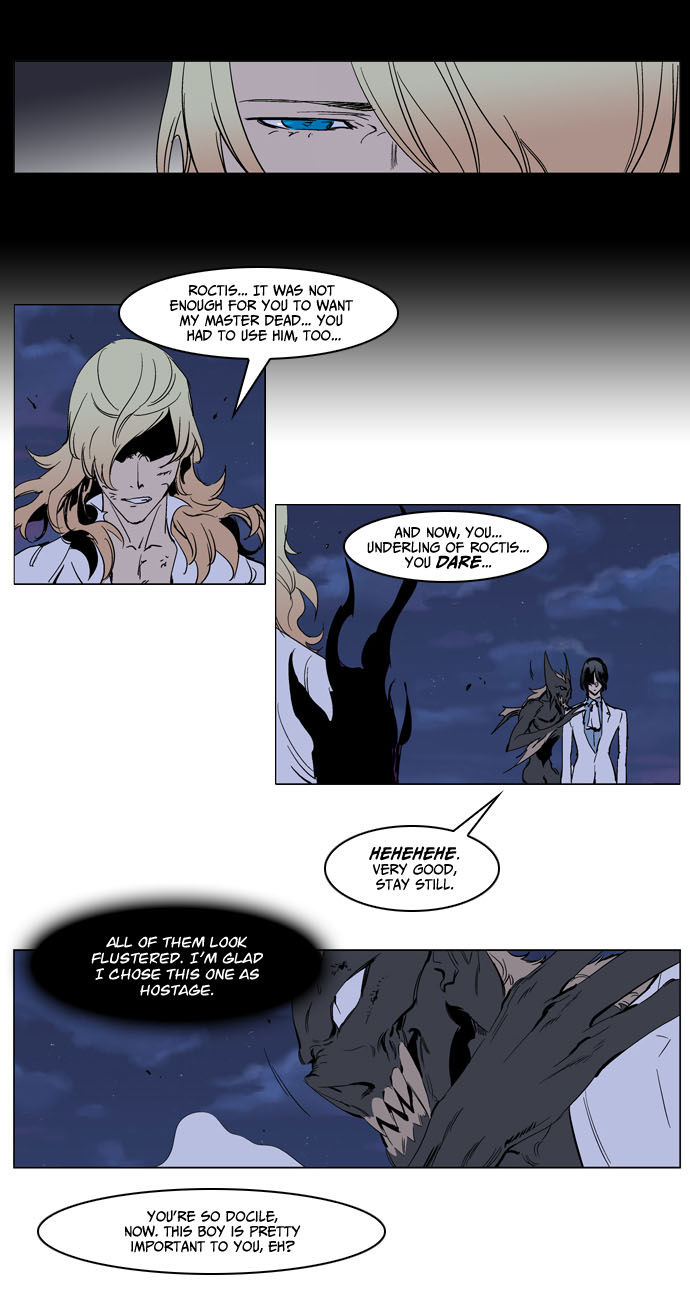 ROCTIS... IT WAS NOT
ENOUGH FOR YOU TO WANT
MY MASTER DEAD... YOU
HAD TO USE HIM, TOO...
AND NOW, YOU...
UNDERLING OF ROCTIS...
YOU DARE...
HEHEHEHE.
VERY GOOD,
STAY STILL.
ALL OF THEM LOOK
FLUSTERED. I'M GLAD
I CHOSE THIS ONE AS
HOSTAGE.
YOU'RE SO DOCILE,
NOW. THIS BOY IS PRETTY
IMPORTANT TO YOU, EH?